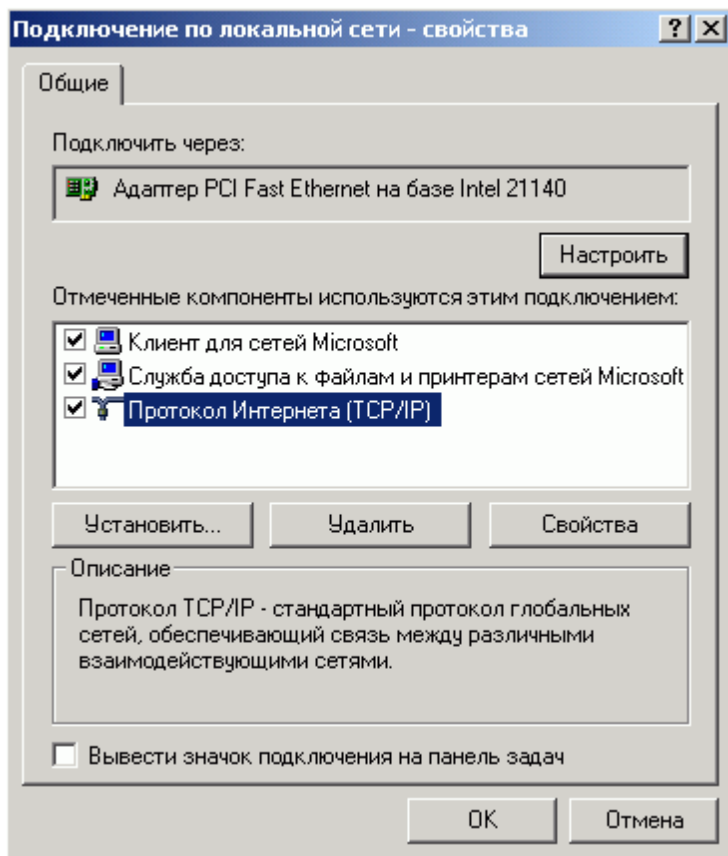 Подключение по локальной сети - свойства
Общие
Подключить через:
Адаптер PCI Fast Ethernet на базе Intel 21140
Настроить
Отмеченные компоненты используются этим подключением:
Клиент для сетей Microsoft
Служба доступа к файлам и принтерам сетей Microsoft
Протокол Интернета (TCP/IP)
Установить...
Удалить
Свойства
Описание
Протокол TCP/IP - стандартный протокол глобальных
сетей, обеспечивающий связь между различными
взаимодействующими сетями.
Вывести значок подключения на панель задач
OK
Отмена